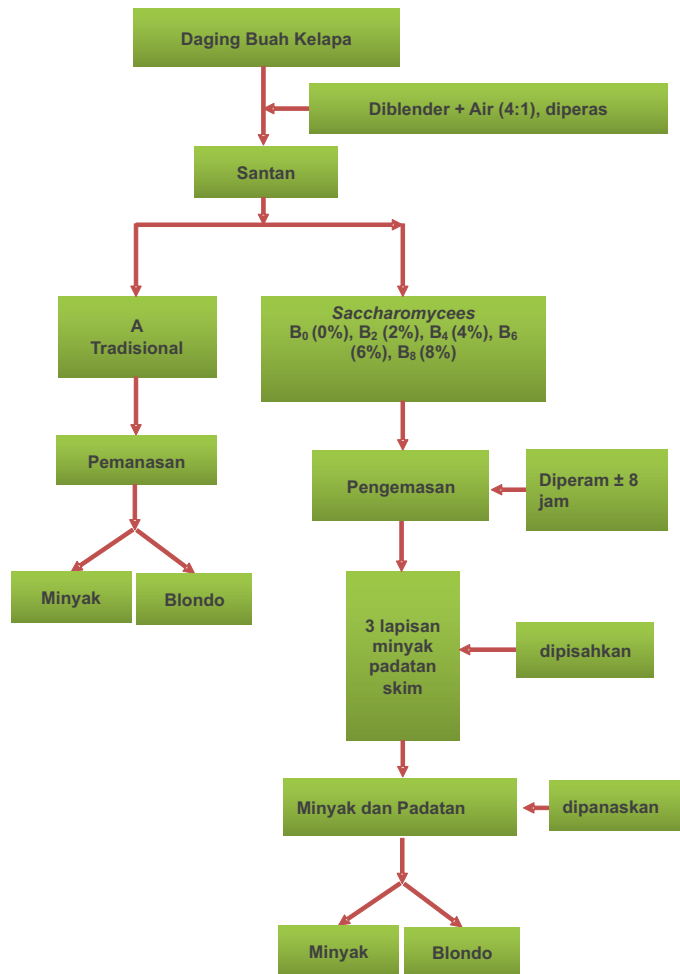 Daging Buah Kelapa
Diblender + Air (4:1), diperas
Santan
A
Tradisional
Saccharomycees
B₀ (0%), B₂ (2%), B₄ (4%), B₆
(6%), B₈ (8%)
Pemanasan
Pengemasan
Diperam ± 8
jam
Minyak
Blondo
3 lapisan
minyak
padatan
skim
dipisahkan
Minyak dan Padatan
dipanaskan
Minyak
Blondo